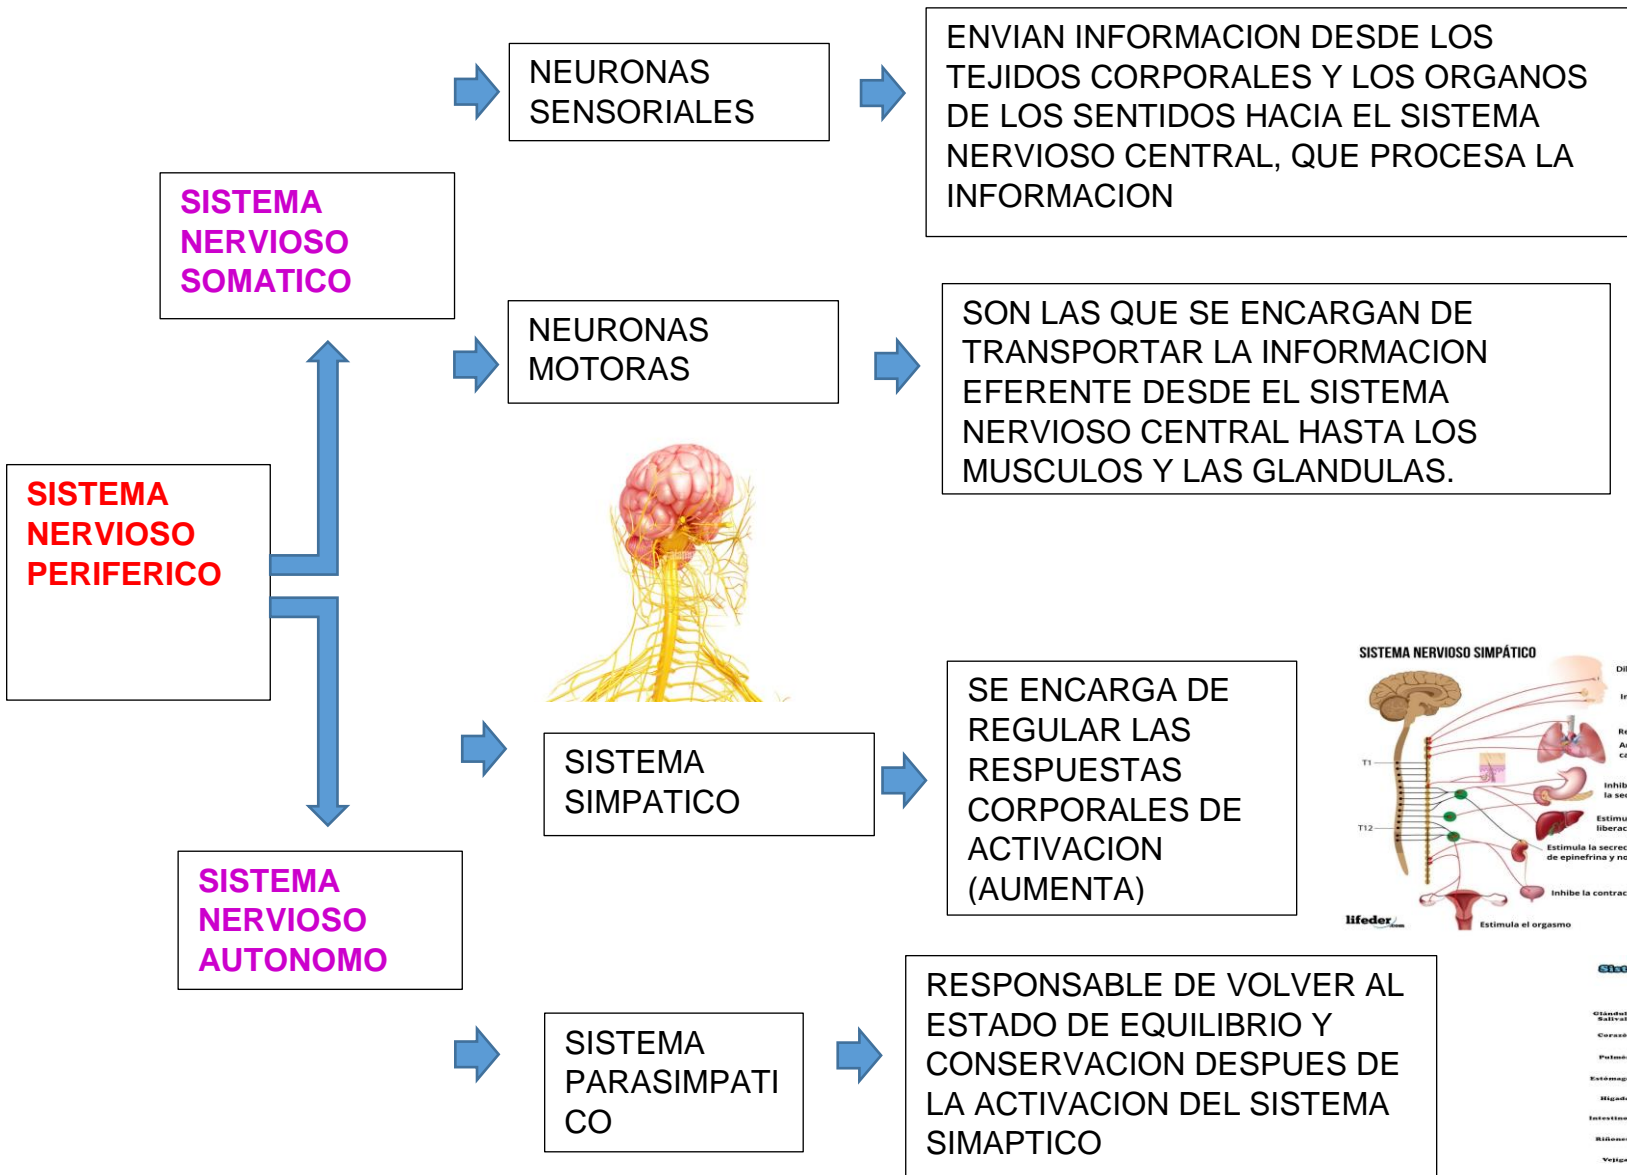 NEURONAS
SENSORIALES
ENVIAN INFORMACION DESDE LOS
TEJIDOS CORPORALES Y LOS ORGANOS
DE LOS SENTIDOS HACIA EL SISTEMA
NERVIOSO CENTRAL, QUE PROCESA LA
INFORMACION
SISTEMA
NERVIOSO
SOMATICO
NEURONAS
MOTORAS
SON LAS QUE SE ENCARGAN DE
TRANSPORTAR LA INFORMACION
EFERENTE DESDE EL SISTEMA
NERVIOSO CENTRAL HASTA LOS
MUSCULOS Y LAS GLANDULAS.
SISTEMA
NERVIOSO
PERIFERICO
SISTEMA
SIMPATICO
SE ENCARGA DE
REGULAR LAS
RESPUESTAS
CORPORALES DE
ACTIVACION
(AUMENTA)
SISTEMA NERVIOSO SIMPÁTICO
T1
T12
la
Estimula la
de epinefrina y
Inhibe la
Estimula el orgasmo
lifeder.com
SISTEMA
NERVIOSO
AUTONOMO
SISTEMA
PARASIMPATI
CO
RESPONSABLE DE VOLVER AL
ESTADO DE EQUILIBRIO Y
CONSERVACION DESPUES DE
LA ACTIVACION DEL SISTEMA
SIMAPTICO